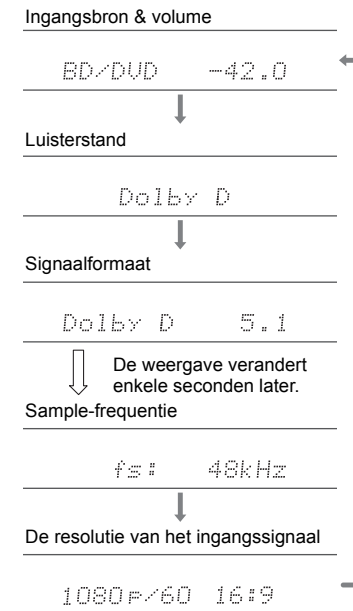 Ingangsbron & volume
BD/DVD -42.0
Luisterstand
Dolby D
Signaalformaat
Dolby D 5.1
De weergave verandert
enkele seconden later.
Sample-frequentie
fs: 48kHz
De resolutie van het ingangssignaal
1080p/60 16:9